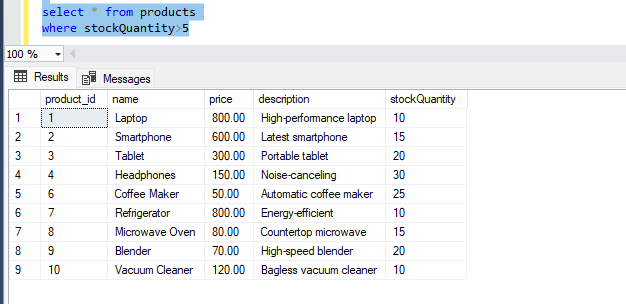 select * from products
where stockQuantity>5
100 %
Results Messages
product_id name price description stockQuantity
1 1 Laptop 800.00 High-performance laptop 10
2 2 Smartphone 600.00 Latest smartphone 15
3 3 Tablet 300.00 Portable tablet 20
4 4 Headphones 150.00 Noise-canceling 30
5 6 Coffee Maker 50.00 Automatic coffee maker 25
6 7 Refrigerator 800.00 Energy-efficient 10
7 8 Microwave Oven 80.00 Countertop microwave 15
8 9 Blender 70.00 High-speed blender 20
9 10 Vacuum Cleaner 120.00 Bagless vacuum cleaner 10